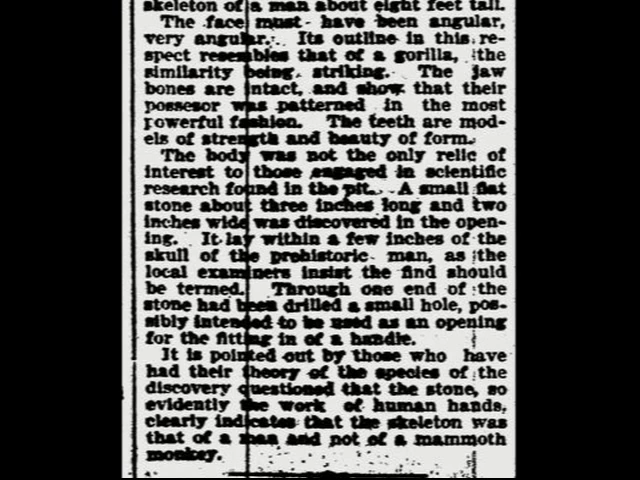 skeleton of a man about eight feet tall.
The face must have been angular,
very angular. Its outline in this re-
spect resembles that of a gorilla, the
similarity being striking. The jaw
bones are intact, and show that their
possesor was patterned in the most
powerful fashion. The teeth are mod-
els of strength and beauty of form.
The body was not the only relic of
interest to those engaged in scientific
research found in the pit. A small flat
stone about three inches long and two
inches wide was discovered in the open-
ing. It lay within a few inches of the
skull of the prehistoric man, as the
local examiners insist the find should
be termed. Through one end of the
stone had been drilled a small hole, pos-
sibly intended to be used as an opening
for the fitting in of a handle.
It is pointed out by those who have
had their theory of the species of the
discovery questioned that the stone, so
evidently the work of human hands,
clearly indicates that the skeleton was
that of a man and not of a mammoth
monkey.